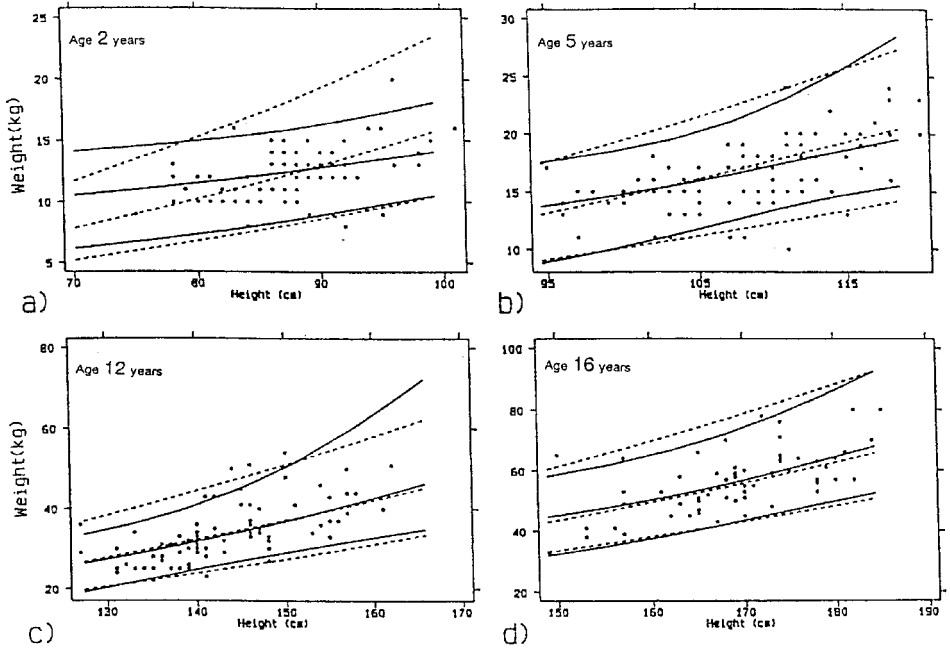 25
20
15
10
5
Weight(kg)
Age 2 years
70
80
90
100
Height (cm)
a)
30
25
20
15
10
Age 5 years
95
105
115
Height (cm)
b)
80
60
40
20
Weight(kg)
Age 12 years
130
140
150
160
170
Height (cm)
c)
100
80
60
40
20
Age 16 years
150
160
170
180
190
Height (cm)
d)